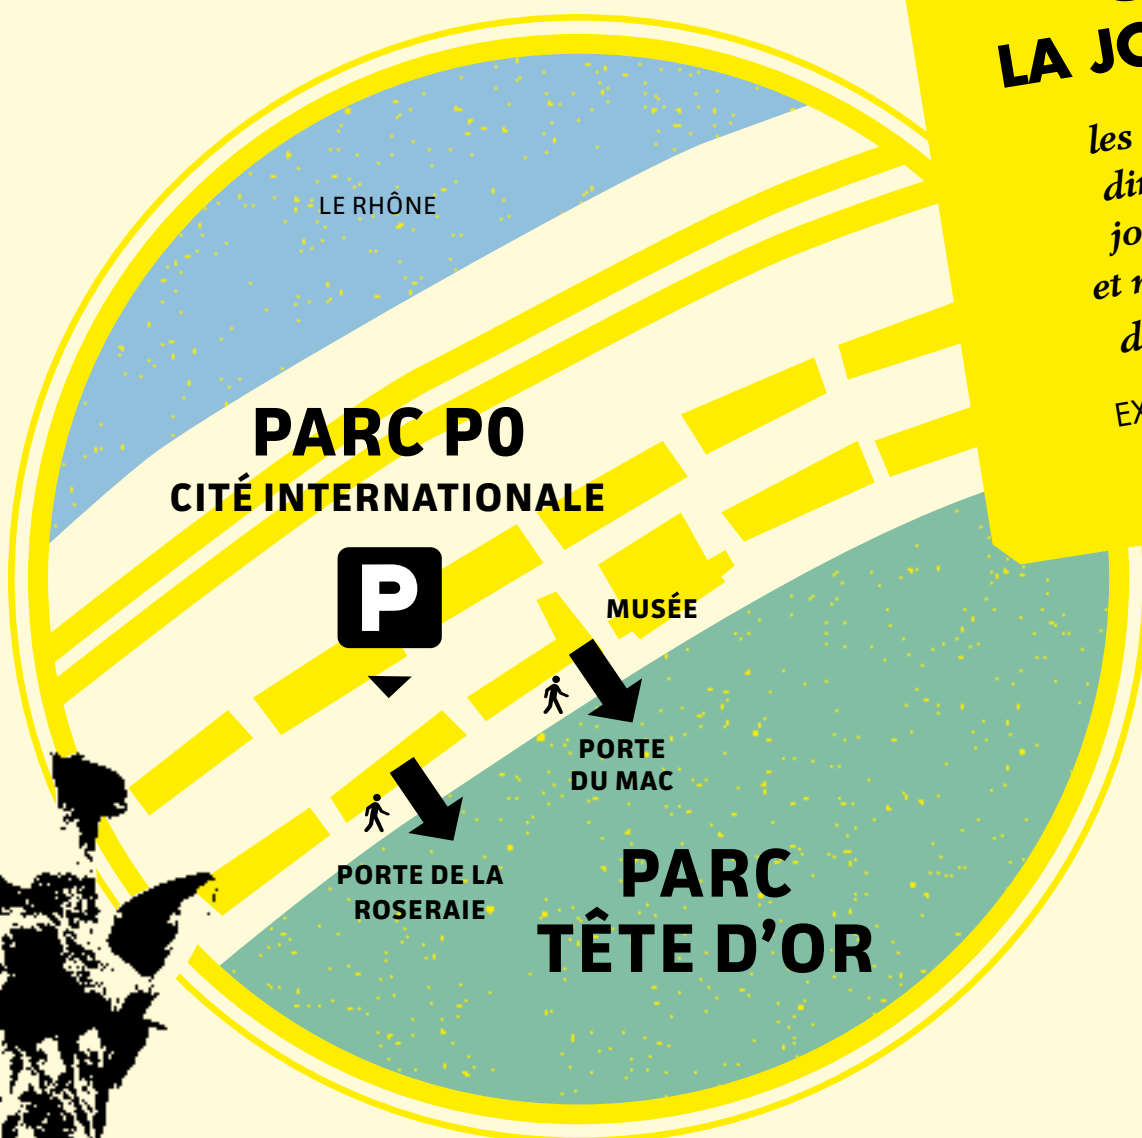 LA
les
et
LE RHÔNE
PARC P0
CITÉ INTERNATIONALE
P
MUSÉE
PORTE
DU MAC
PORTE DE LA
ROSERAIE
PARC
TÊTE D’OR